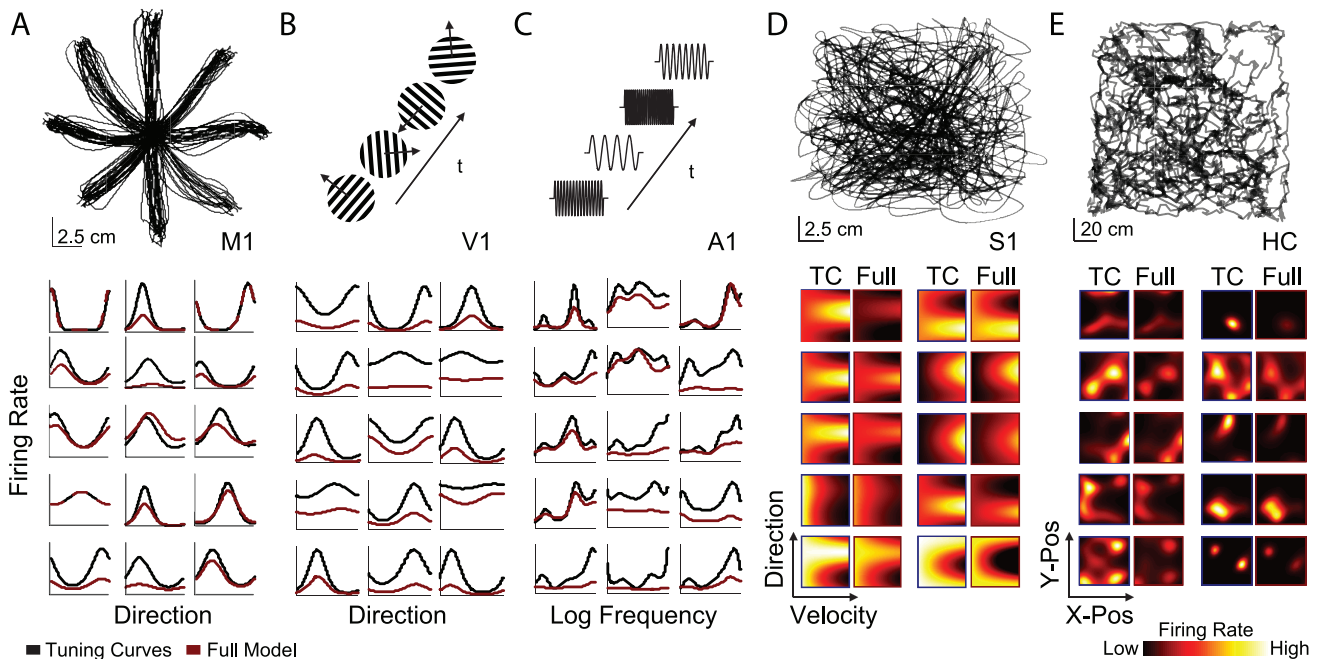 A
B
C
D
E
t
t
2.5 cm
M1
V1
A1
2.5 cm
S1
20 cm
HC
TC Full TC Full
TC Full TC Full
Firing Rate
Direction
Y-Pos
Direction
Direction
Log Frequency
Velocity
X-Pos
Tuning Curves
Full Model
Firing Rate
Low
High